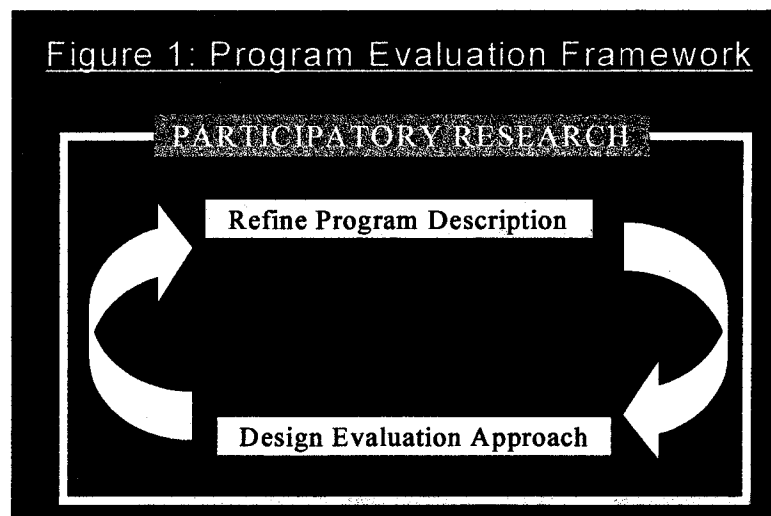 Figure 1: Program Evaluation Framework
PARTICIPATORY RESEARCH
Refine Program Description
Design Evaluation Approach